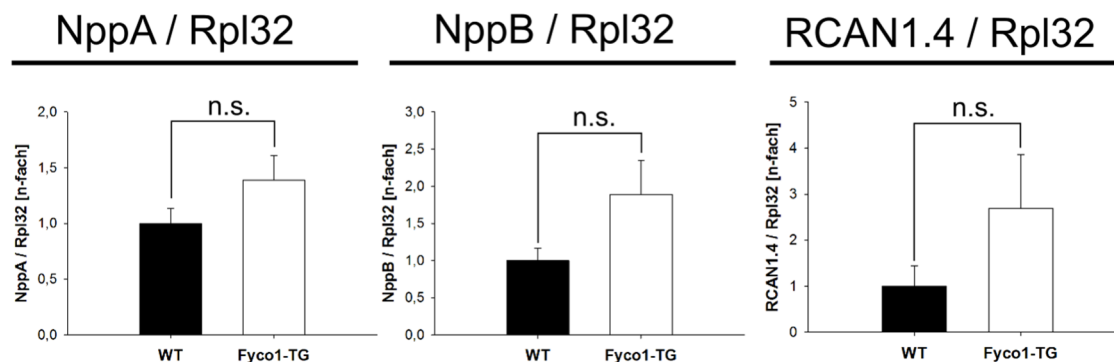 NppA / Rpl32
NppA / Rpl32 [n-fach]
2,0
1,5
1,0
0,5
0,0
n.s.
WT
Fyco1-TG
NppB / Rpl32
NppB / Rpl32 [n-fach]
3,0
2,5
2,0
1,5
1,0
0,5
0,0
n.s.
WT
Fyco1-TG
RCAN1.4 / Rpl32
RCAN1.4 / Rpl32 [n-fach]
5
4
3
2
1
0
n.s.
WT
Fyco1-TG